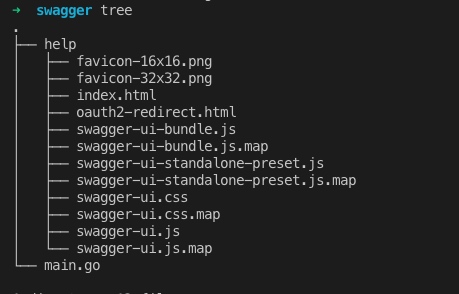 → swagger tree
.
├── help
│   ├── favicon-16x16.png
│   ├── favicon-32x32.png
│   ├── index.html
│   ├── oauth2-redirect.html
│   ├── swagger-ui-bundle.js
│   ├── swagger-ui-bundle.js.map
│   ├── swagger-ui-standalone-preset.js
│   ├── swagger-ui-standalone-preset.js.map
│   ├── swagger-ui.css
│   ├── swagger-ui.css.map
│   ├── swagger-ui.js
│   └── swagger-ui.js.map
└── main.go